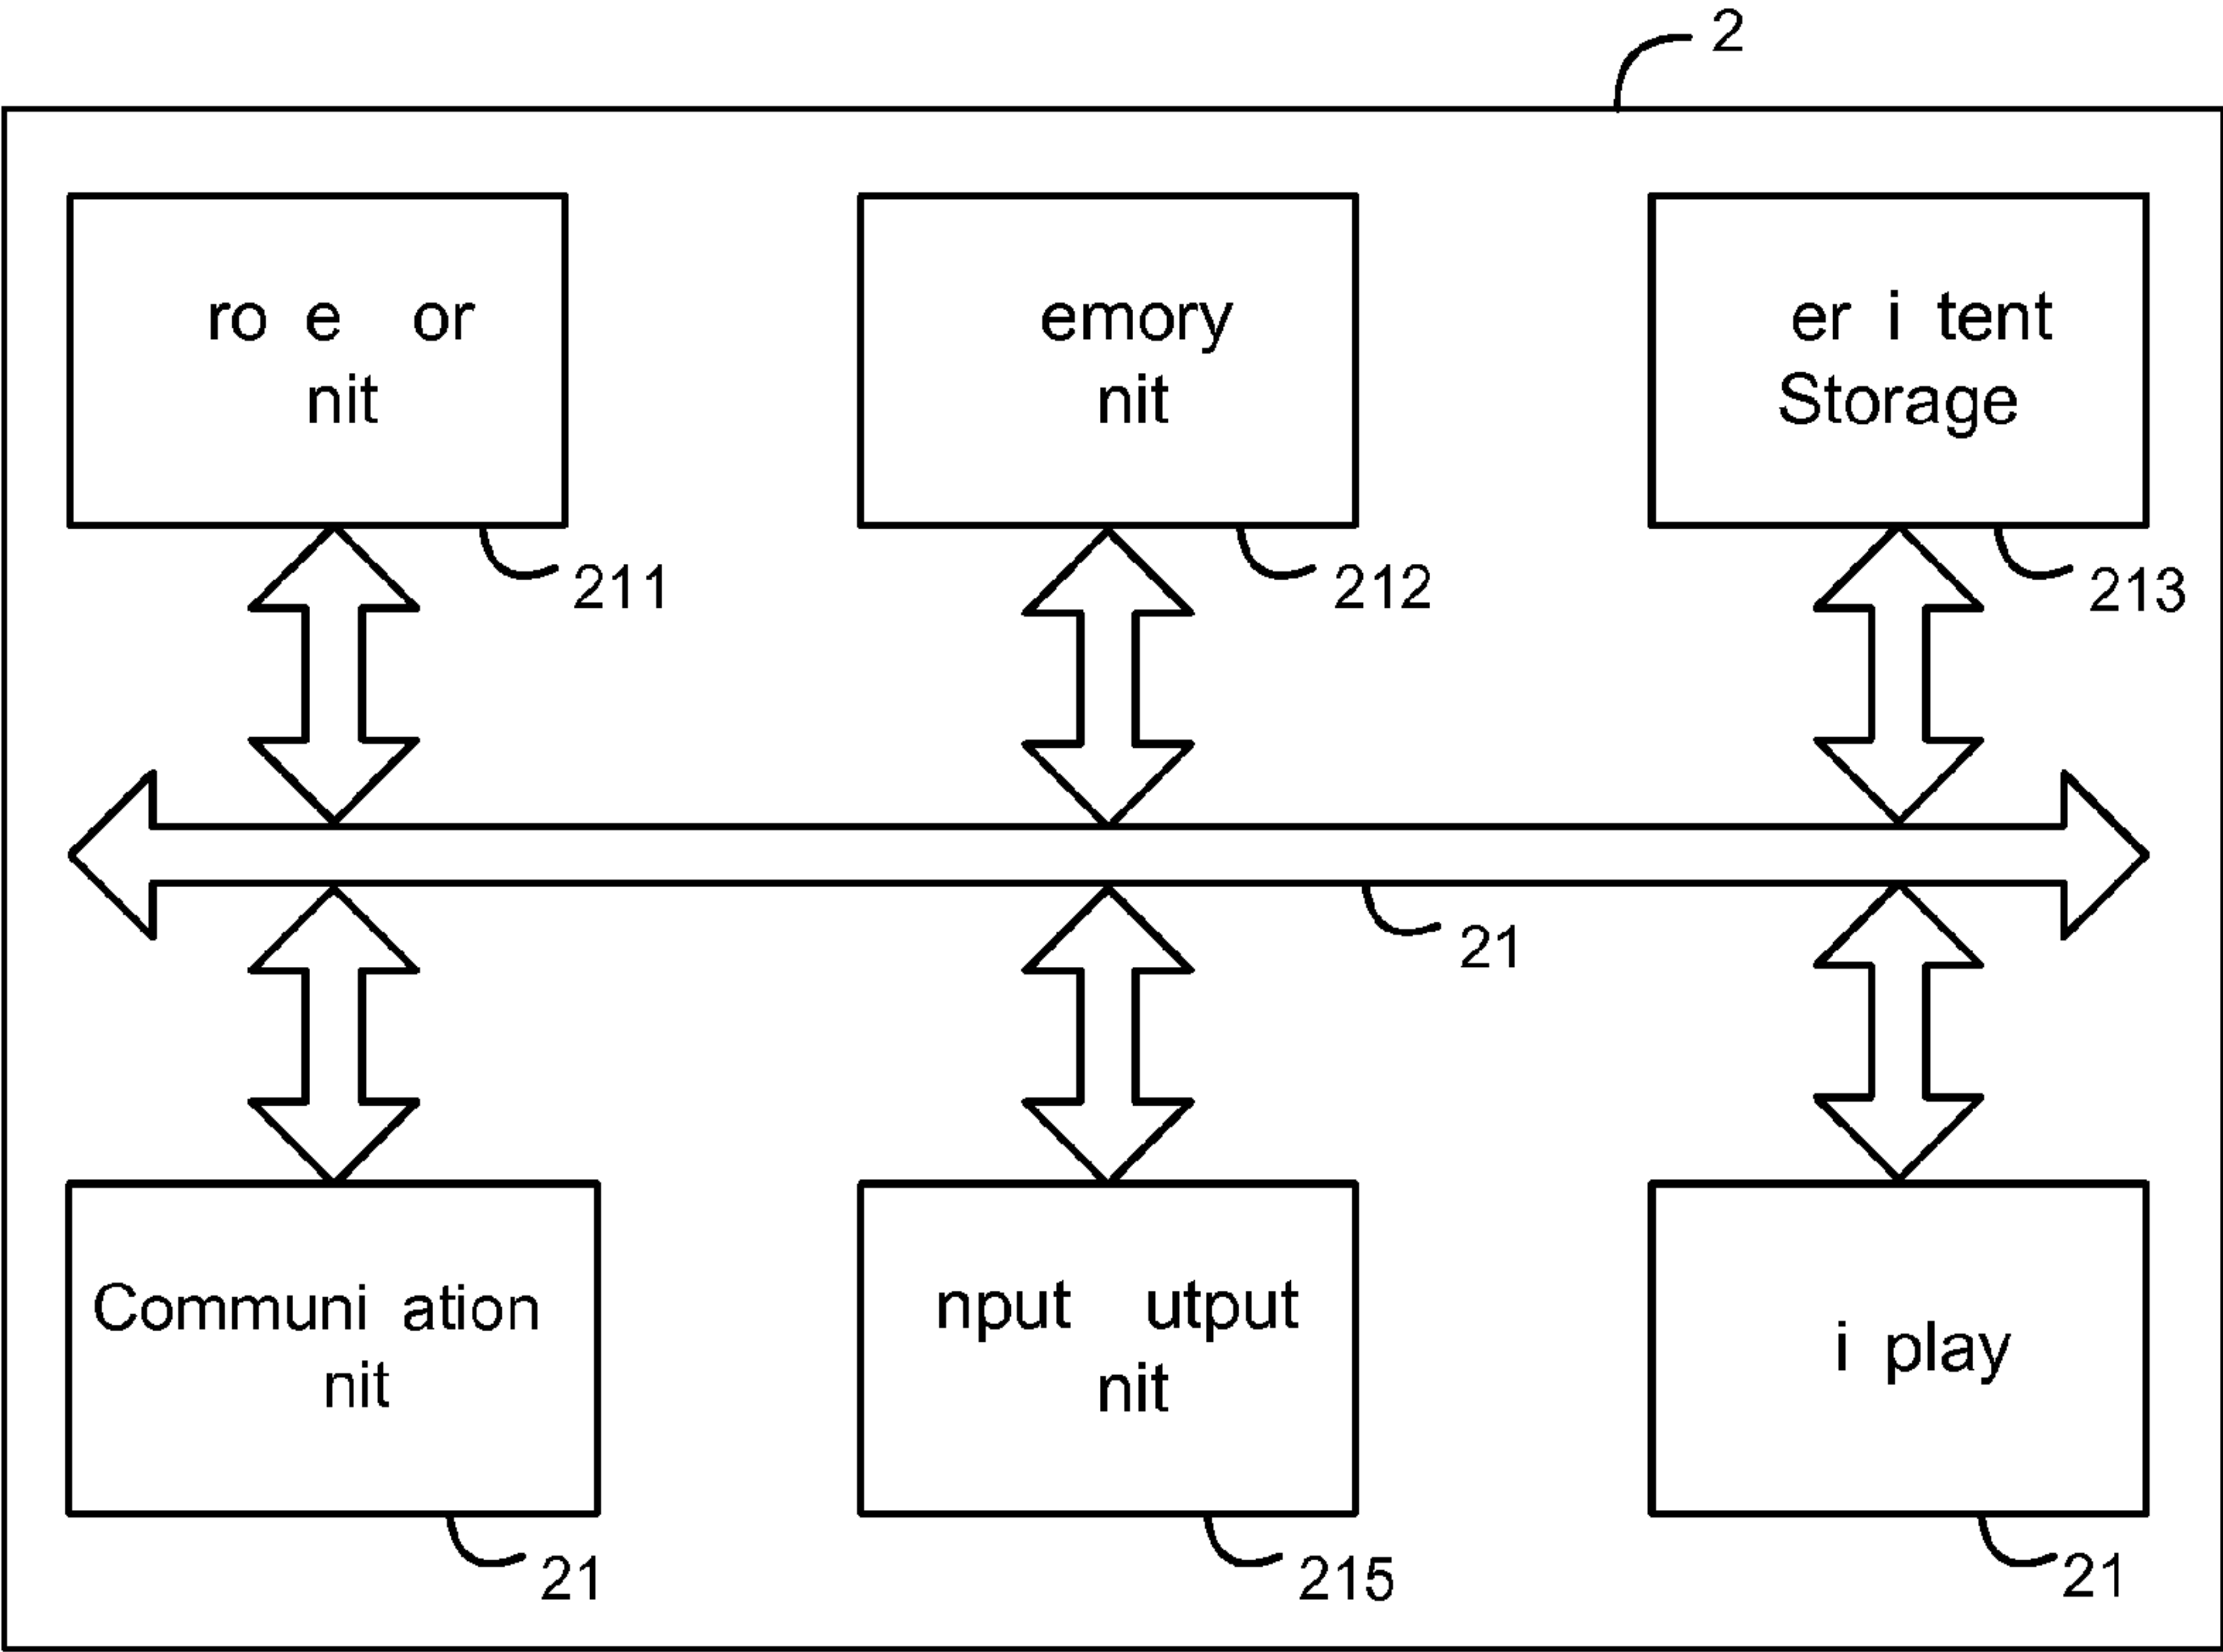 2
ro e or
nit
emory
nit
er i tent
Storage
211
212
213
21
Communi ation
nit
nput utput
nit
i play
21
215
21